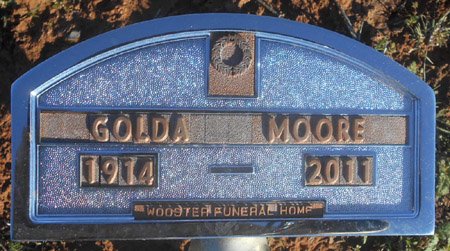 GOLDA MOORE
1914 - 2011
WOOSTER FUNERAL HOME